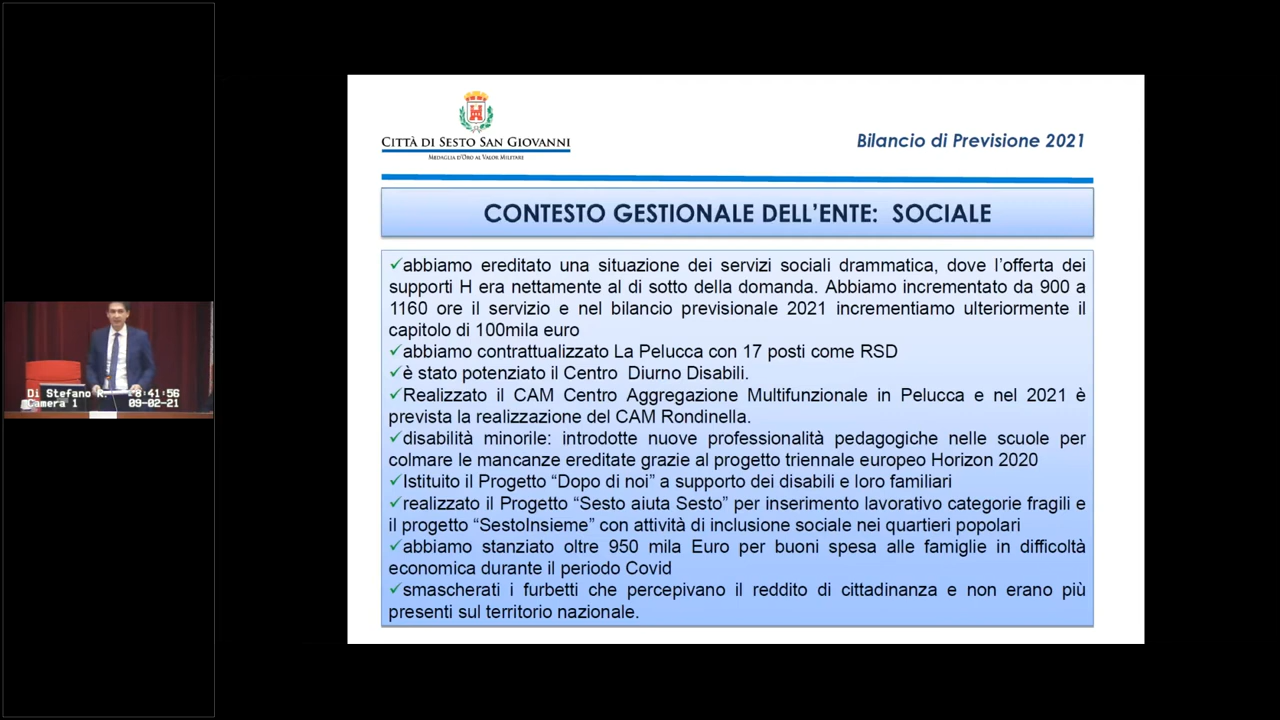 CITTÀ DI SESTO SAN GIOVANNI
MEDAGLIA D'ORO AL VALOR MILITARE
Bilancio di Previsione 2021
CONTESTO GESTIONALE DELL'ENTE: SOCIALE
✓abbiamo ereditato una situazione dei servizi sociali drammatica, dove l'offerta dei
supporti H era nettamente al di sotto della domanda. Abbiamo incrementato da 900 a
1160 ore il servizio e nel bilancio previsionale 2021 incrementiamo ulteriormente il
capitolo di 100mila euro
✓abbiamo contrattualizzato La Pelucca con 17 posti come RSD
✓è stato potenziato il Centro Diurno Disabili.
✓Realizzato il CAM Centro Aggregazione Multifunzionale in Pelucca e nel 2021 è
prevista la realizzazione del CAM Rondinella.
✓disabilità minorile: introdotte nuove professionalità pedagogiche nelle scuole per
colmare le mancanze ereditate grazie al progetto triennale europeo Horizon 2020
✓Istituito il Progetto "Dopo di noi" a supporto dei disabili e loro familiari
✓realizzato il Progetto "Sesto aiuta Sesto" per inserimento lavorativo categorie fragili e
il progetto "SestoInsieme" con attività di inclusione sociale nei quartieri popolari
✓abbiamo stanziato oltre 950 mila Euro per buoni spesa alle famiglie in difficoltà
economica durante il periodo Covid
✓smascherati i furbetti che percepivano il reddito di cittadinanza e non erano più
presenti sul territorio nazionale.
Di Stefano R. 8:41:56
Camera 1 09-02-21